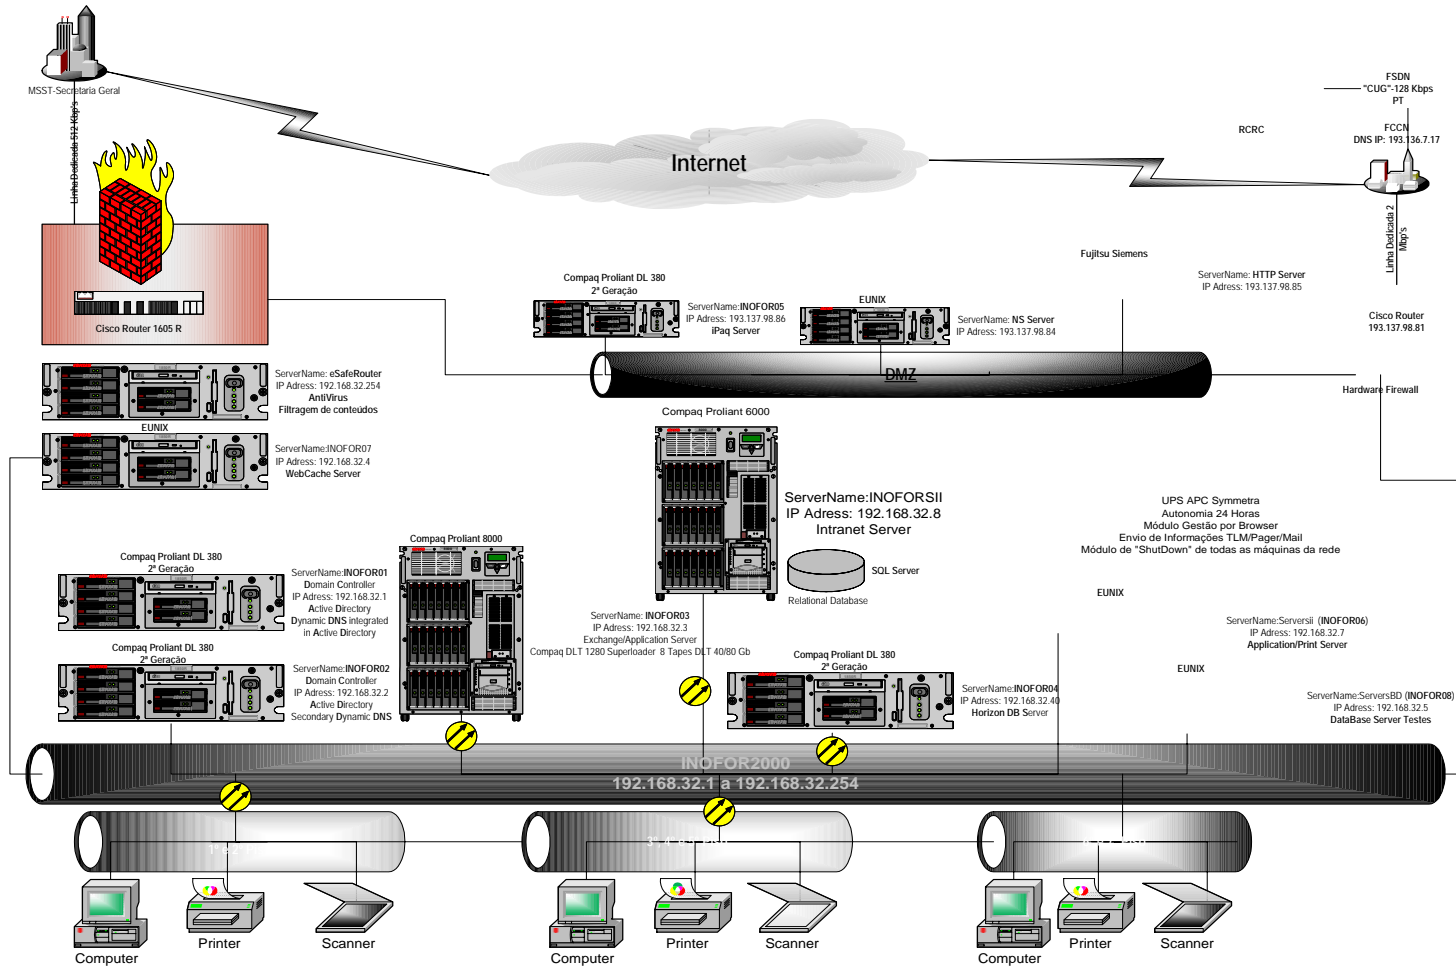 MSST-Secretaria Geral
Linha Dedicada 512 Kbp's
Internet
FSDN
"CUG"-128 Kbps
PT
RCRC
FCCN
DNS IP: 193.136.7.17
Linha Dedicada 2
Mbp's
Cisco Router 1605 R
Compaq Proliant DL 380
2ª Geração
ServerName:INOFOR05
IP Adress: 193.137.98.86
iPaq Server
EUNIX
ServerName: NS Server
IP Adress: 193.137.98.84
Fujitsu Siemens
ServerName: HTTP Server
IP Adress: 193.137.98.85
Cisco Router
193.137.98.81
DMZ
Hardware Firewall
ServerName: eSafeRouter
IP Adress: 192.168.32.254
AntiVirus
Filtragem de conteúdos
EUNIX
ServerName:INOFOR07
IP Adress: 192.168.32.4
WebCache Server
Compaq Proliant 6000
ServerName:INOFORSII
IP Adress: 192.168.32.8
Intranet Server
SQL Server
Relational Database
UPS APC Symmetra
Autonomia 24 Horas
Módulo Gestão por Browser
Envio de Informações TLM/Pager/Mail
Módulo de "ShutDown" de todas as máquinas da rede
Compaq Proliant DL 380
2ª Geração
ServerName:INOFOR01
Domain Controller
IP Adress: 192.168.32.1
Active Directory
Dynamic DNS integrated
in Active Directory
Compaq Proliant 8000
ServerName: INOFOR03
IP Adress: 192.168.32.3
Exchange/Application Server
Compaq DLT 1280 Superloader 8 Tapes DLT 40/80 Gb
EUNIX
ServerName:Serversii (INOFOR06)
IP Adress: 192.168.32.7
Application/Print Server
Compaq Proliant DL 380
2ª Geração
ServerName:INOFOR02
Domain Controller
IP Adress: 192.168.32.2
Active Directory
Secondary Dynamic DNS
Compaq Proliant DL 380
2ª Geração
ServerName:INOFOR04
IP Adress: 192.168.32.40
Horizon DB Server
EUNIX
ServerName:ServersBD (INOFOR08)
IP Adress: 192.168.32.5
DataBase Server Testes
INOFOR2000
192.168.32.1 a 192.168.32.254
Computer
Printer
Scanner
Computer
Printer
Scanner
Computer
Printer
Scanner